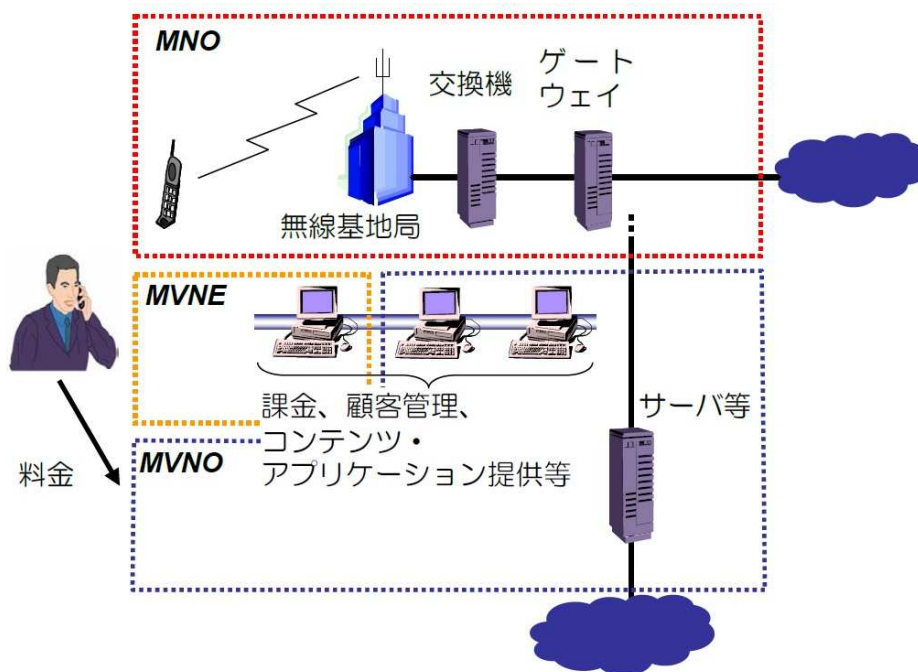 MNO
交換機
ゲート
ウェイ
無線基地局
MVNE
課金、顧客管理、
コンテンツ・
アプリケーション提供等
サーバ等
料金
MVNO